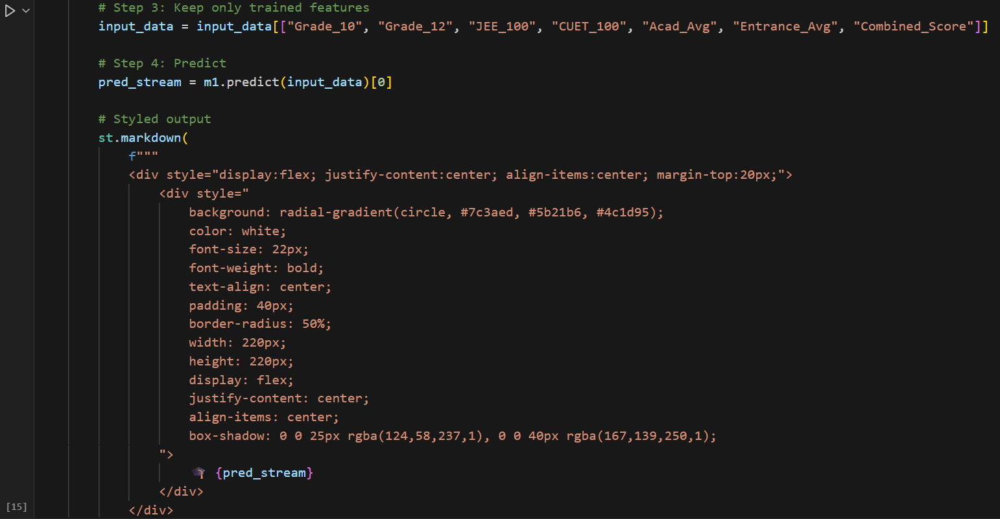 # Step 3: Keep only trained features
input_data = input_data[["Grade_10", "Grade_12", "JEE_100", "CUET_100", "Acad_Avg", "Entrance_Avg", "Combined_Score"]]
# Step 4: Predict
pred_stream = m1.predict(input_data)[0]
# Styled output
st.markdown(
f"""
<div style="display:flex; justify-content:center; align-items:center; margin-top:20px;">
<div style="
background: radial-gradient(circle, #7c3aed, #5b21b6, #4c1d95);
color: white;
font-size: 22px;
font-weight: bold;
text-align: center;
padding: 40px;
border-radius: 50%;
width: 220px;
height: 220px;
display: flex;
justify-content: center;
align-items: center;
box-shadow: 0 0 25px rgba(124,58,237,1), 0 0 40px rgba(167,139,250,1);
">
🎓 {pred_stream}
</div>
[15]
</div>